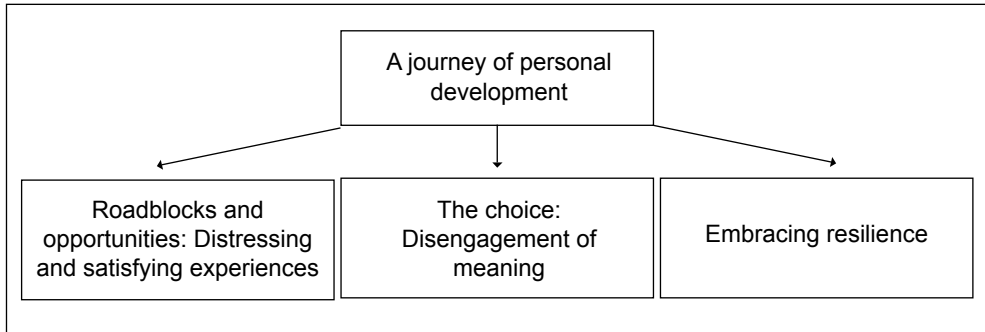 A journey of personal
development
Roadblocks and
opportunities: Distressing
and satisfying experiences
The choice:
Disengagement of
meaning
Embracing resilience